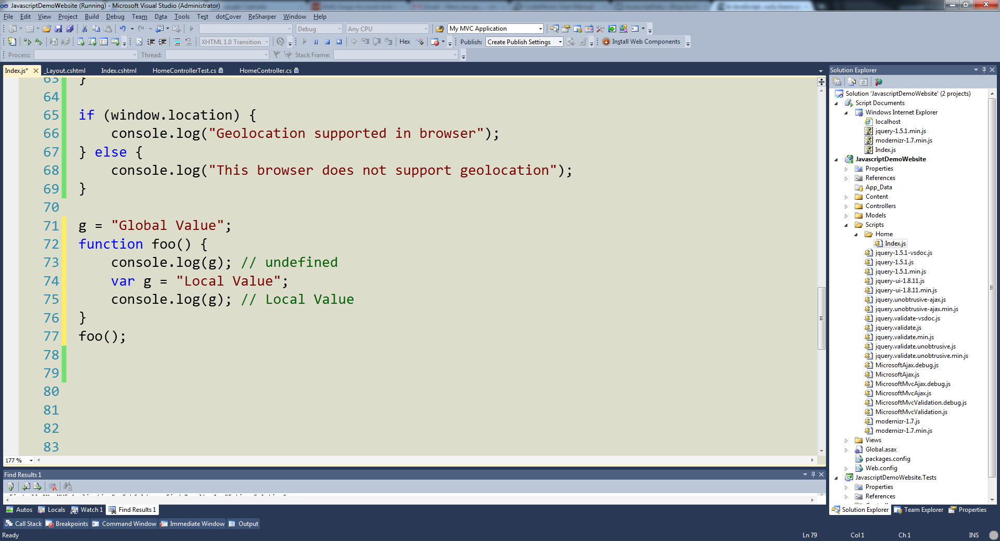 JavascriptDemoWebsite (Running) - Microsoft Visual Studio (Administrator)
File Edit View Project Build Debug Team Data Tools Test dotCover ReSharper Window Help
Debug Any CPU My MVC Application
XHTML 1.0 Transition Hex Publish: Create Publish Settings Install Web Components
Process: Thread: Stack Frame:
Index.js* _Layout.cshtml Index.cshtml HomeControllerTest.cs HomeController.cs
63 }
64
65 if (window.location) {
66 console.log("Geolocation supported in browser");
67 } else {
68 console.log("This browser does not support geolocation");
69 }
70
71 g = "Global Value";
72 function foo() {
73 console.log(g); // undefined
74 var g = "Local Value";
75 console.log(g); // Local Value
76 }
77 foo();
78
79
80
81
82
83
177 %
Solution Explorer
Solution 'JavascriptDemoWebsite' (2 projects)
Script Documents
Windows Internet Explorer
localhost
jquery-1.5.1.min.js
modernizr-1.7.min.js
Index.js
JavascriptDemoWebsite
Properties
References
App_Data
Content
Controllers
Models
Scripts
Home
Index.js
jquery-1.5.1-vsdoc.js
jquery-1.5.1.js
jquery-1.5.1.min.js
jquery-ui-1.8.11.js
jquery-ui-1.8.11.min.js
jquery.unobtrusive-ajax.js
jquery.unobtrusive-ajax.min.js
jquery.validate-vsdoc.js
jquery.validate.js
jquery.validate.min.js
jquery.validate.unobtrusive.js
jquery.validate.unobtrusive.min.js
MicrosoftAjax.debug.js
MicrosoftAjax.js
MicrosoftMvcAjax.debug.js
MicrosoftMvcAjax.js
MicrosoftMvcValidation.debug.js
MicrosoftMvcValidation.js
modernizr-1.7.js
modernizr-1.7.min.js
Views
Global.asax
packages.config
Web.config
JavascriptDemoWebsite.Tests
Properties
References
Solution Explorer Team Explorer Properties
Find Results 1
Autos Locals Watch 1 Find Results 1
Call Stack Breakpoints Command Window Immediate Window Output
Ready Ln 79 Col 1 Ch 1 INS